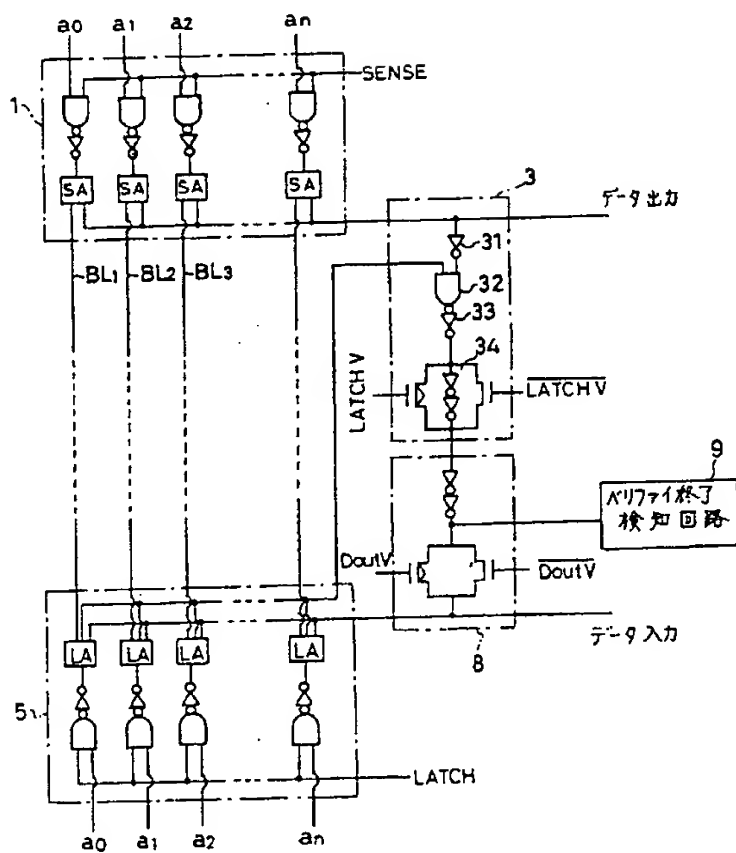 a0 a1 a2 an
SENSE
1
SA SA SA SA
3
データ出力
31
BL1 BL2 BL3
32
33
34
LATCH V
L̅A̅T̅C̅H̅ ̅V̅
9
ベリファイ終了
検知回路
DoutV
D̅o̅u̅t̅V̅
LA LA LA LA
データ入力
8
5
LATCH
a0 a1 a2 an